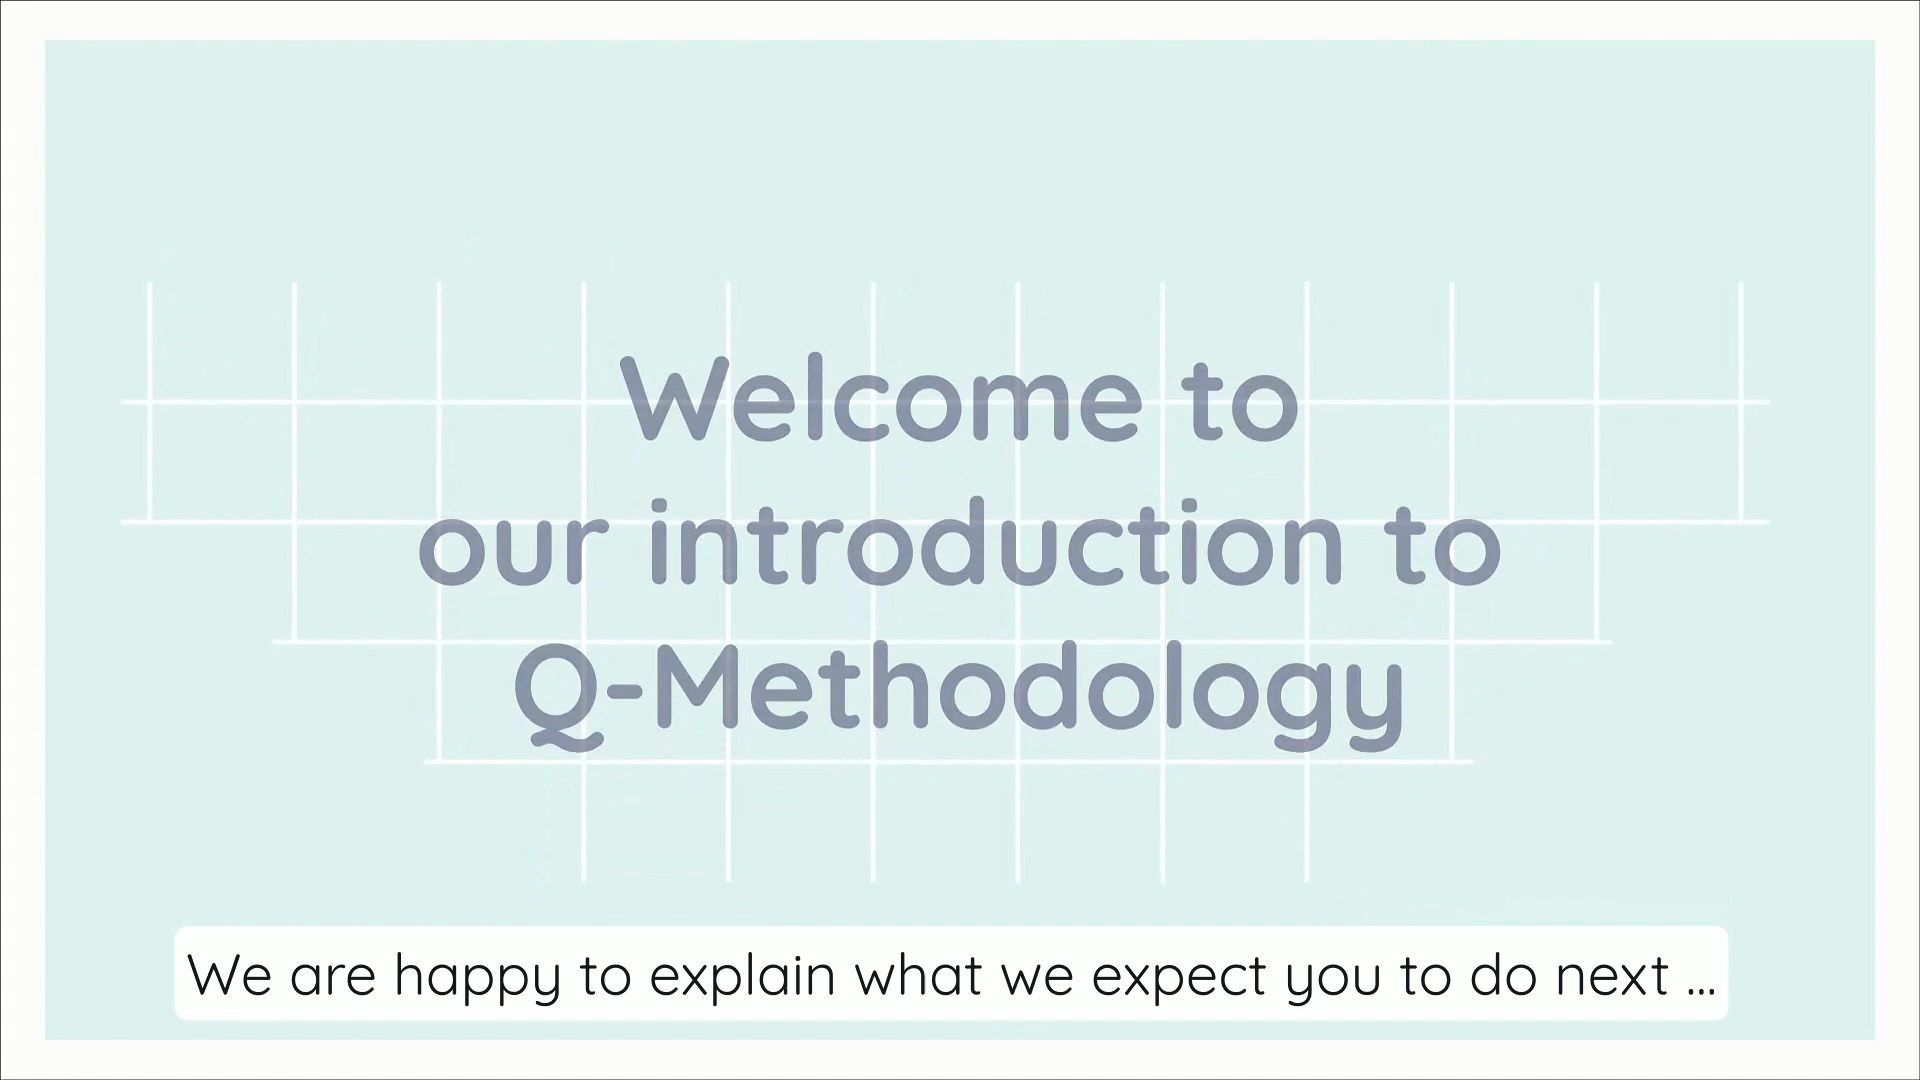 Welcome to
our introduction to
Q-Methodology
We are happy to explain what we expect you to do next ...